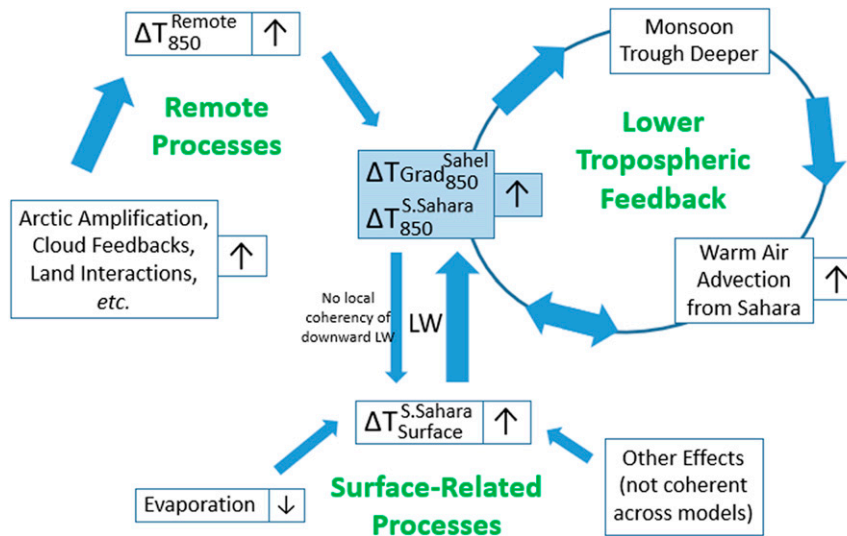 ΔT Remote 850 ↑
Remote
Processes
Arctic Amplification,
Cloud Feedbacks,
Land Interactions,
etc.
↑
ΔT Grad Sahel 850
ΔT S.Sahara 850
↑
Monsoon
Trough Deeper
Lower
Tropospheric
Feedback
Warm Air
Advection
from Sahara
↑
No local
coherency of
downward LW
LW
ΔT S.Sahara Surface ↑
Evaporation ↓
Surface-Related
Processes
Other Effects
(not coherent
across models)